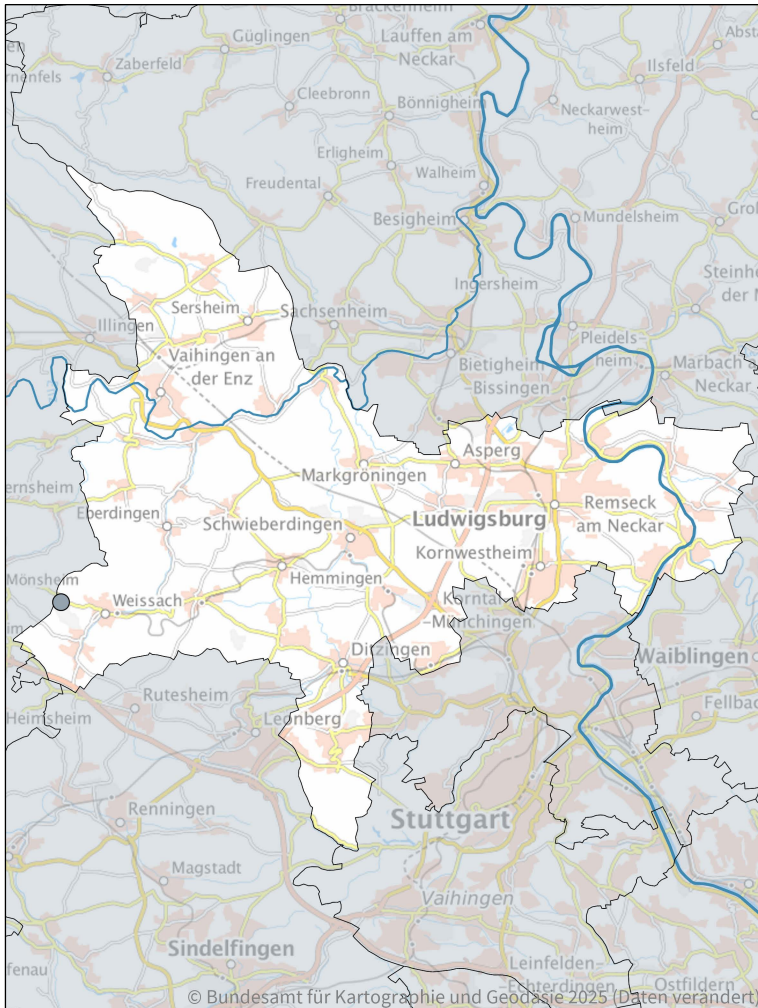 Brackenheim
Güglingen
Lauffen am
Neckar
Zaberfeld
Ilsfeld
Cleebronn
Bönnigheim
Neckarwest-
heim
Erligheim
Walheim
Freudental
Besigheim
Mundelsheim
Ingersheim
Sersheim
Sachsenheim
Illingen
Pleidels-
heim
Vaihingen an
der Enz
Bietigheim
Bissingen
Marbach a
Neckar
Asperg
Markgröningen
Remseck
am Neckar
Eberdingen
Schwieberdingen
Ludwigsburg
Kornwestheim
Mönsheim
Hemmingen
Weissach
Korntal
-Münchingen
Ditzingen
Waiblingen
Rutesheim
Heimsheim
Leonberg
Fellbac
Renningen
Stuttgart
Magstadt
Vaihingen
Sindelfingen
Leinfelden-
Echterdingen
Ostfildern
fenau
© Bundesamt für Kartographie und Geodäsie 2025 (Daten verändert)